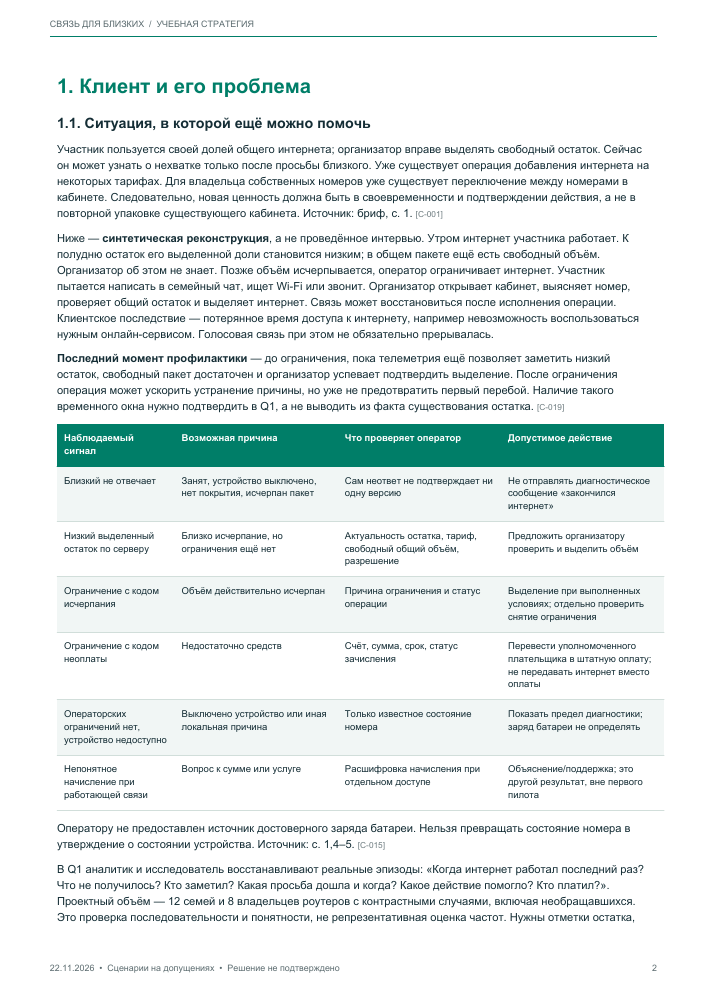 СВЯЗЬ ДЛЯ БЛИЗКИХ / УЧЕБНАЯ СТРАТЕГИЯ
1. Клиент и его проблема
1.1. Ситуация, в которой ещё можно помочь
Участник пользуется своей долей общего интернета; организатор вправе выделять свободный остаток. Сейчас
он может узнать о нехватке только после просьбы близкого. Уже существует операция добавления интернета на
некоторых тарифах. Для владельца собственных номеров уже существует переключение между номерами в
кабинете. Следовательно, новая ценность должна быть в своевременности и подтверждении действия, а не в
повторной упаковке существующего кабинета. Источник: бриф, с. 1. [C-001]
Ниже — синтетическая реконструкция, а не проведённое интервью. Утром интернет участника работает. К
полудню остаток его выделенной доли становится низким; в общем пакете ещё есть свободный объём.
Организатор об этом не знает. Позже объём исчерпывается, оператор ограничивает интернет. Участник
пытается написать в семейный чат, ищет Wi-Fi или звонит. Организатор открывает кабинет, выясняет номер,
проверяет общий остаток и выделяет интернет. Связь может восстановиться после исполнения операции.
Клиентское последствие — потерянное время доступа к интернету, например невозможность воспользоваться
нужным онлайн-сервисом. Голосовая связь при этом не обязательно прерывалась.
Последний момент профилактики — до ограничения, пока телеметрия ещё позволяет заметить низкий
остаток, свободный пакет достаточен и организатор успевает подтвердить выделение. После ограничения
операция может ускорить устранение причины, но уже не предотвратить первый перебой. Наличие такого
временного окна нужно подтвердить в Q1, а не выводить из факта существования остатка. [C-019]
Наблюдаемый
сигнал
Возможная причина
Что проверяет оператор
Допустимое действие
Близкий не отвечает
Занят, устройство выключено,
нет покрытия, исчерпан пакет
Сам неответ не подтверждает ни
одну версию
Не отправлять диагностическое
сообщение «закончился
интернет»
Низкий выделенный
остаток по серверу
Близко исчерпание, но
ограничения ещё нет
Актуальность остатка, тариф,
свободный общий объём,
разрешение
Предложить организатору
проверить и выделить объём
Ограничение с кодом
исчерпания
Объём действительно исчерпан
Причина ограничения и статус
операции
Выделение при выполненных
условиях; отдельно проверить
снятие ограничения
Ограничение с кодом
неоплаты
Недостаточно средств
Счёт, сумма, срок, статус
зачисления
Перевести уполномоченного
плательщика в штатную оплату;
не передавать интернет вместо
оплаты
Операторских
ограничений нет,
устройство недоступно
Выключено устройство или иная
локальная причина
Только известное состояние
номера
Показать предел диагностики;
заряд батареи не определять
Непонятное
начисление при
работающей связи
Вопрос к сумме или услуге
Расшифровка начисления при
отдельном доступе
Объяснение/поддержка; это
другой результат, вне первого
пилота
Оператору не предоставлен источник достоверного заряда батареи. Нельзя превращать состояние номера в
утверждение о состоянии устройства. Источник: с. 1,4–5. [C-015]
В Q1 аналитик и исследователь восстанавливают реальные эпизоды: «Когда интернет работал последний раз?
Что не получилось? Кто заметил? Какая просьба дошла и когда? Какое действие помогло? Кто платил?».
Проектный объём — 12 семей и 8 владельцев роутеров с контрастными случаями, включая необращавшихся.
Это проверка последовательности и понятности, не репрезентативная оценка частот. Нужны отметки остатка,
22.11.2026 • Сценарии на допущениях • Решение не подтверждено
2